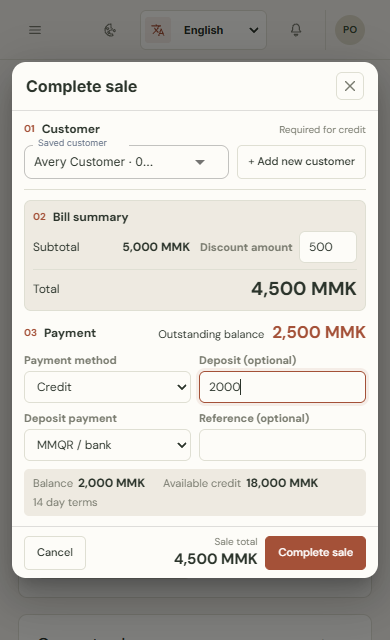 English
PO
Complete sale
01 Customer Required for credit
Saved customer
Avery Customer · 0...
+ Add new customer
02 Bill summary
Subtotal 5,000 MMK Discount amount 500
Total 4,500 MMK
03 Payment Outstanding balance 2,500 MMK
Payment method Deposit (optional)
Credit 2000
Deposit payment Reference (optional)
MMQR / bank
Balance 2,000 MMK Available credit 18,000 MMK
14 day terms
Cancel
Sale total
4,500 MMK
Complete sale